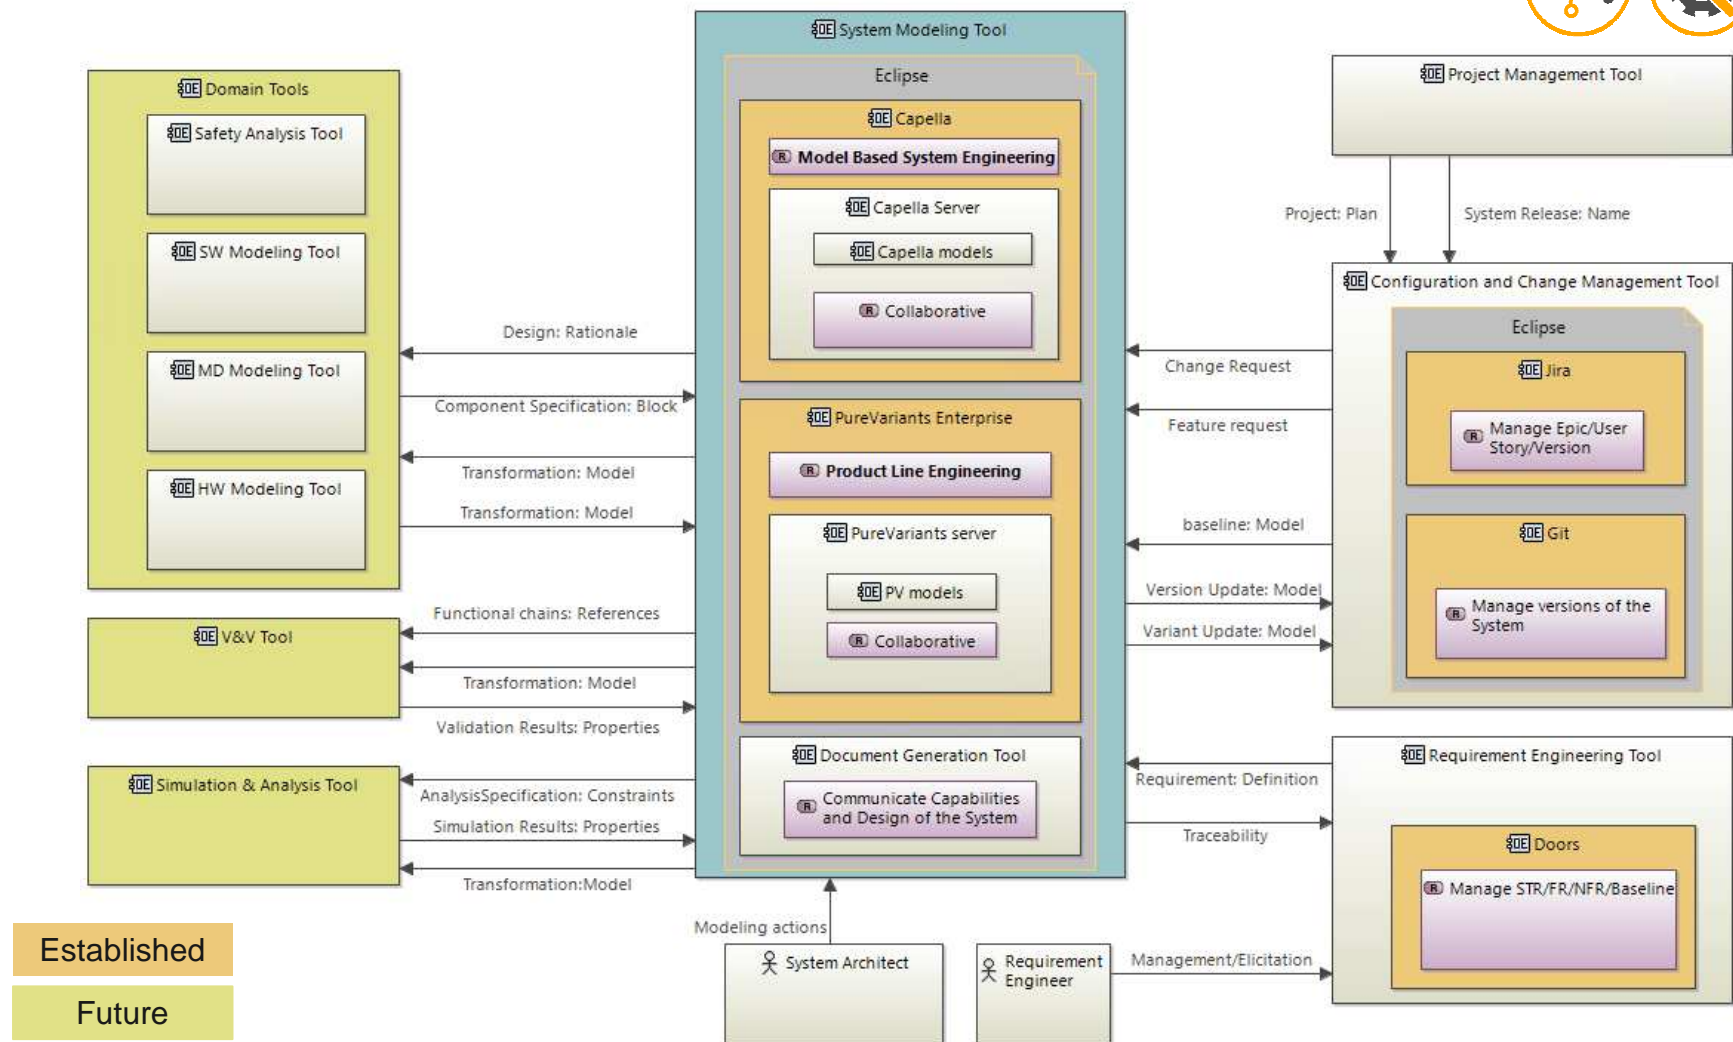 System Modeling Tool
Eclipse
Capella
Model Based System Engineering
Capella Server
Capella models
Collaborative
PureVariants Enterprise
Product Line Engineering
PureVariants server
PV models
Collaborative
Document Generation Tool
Communicate Capabilities
and Design of the System
Domain Tools
Safety Analysis Tool
SW Modeling Tool
MD Modeling Tool
HW Modeling Tool
V&V Tool
Simulation & Analysis Tool
Design: Rationale
Component Specification: Block
Transformation: Model
Transformation: Model
Functional chains: References
Transformation: Model
Validation Results: Properties
AnalysisSpecification: Constraints
Simulation Results: Properties
Transformation:Model
Project Management Tool
Project: Plan
System Release: Name
Configuration and Change Management Tool
Eclipse
Jira
Manage Epic/User
Story/Version
Git
Manage versions of the
System
Change Request
Feature request
baseline: Model
Version Update: Model
Variant Update: Model
Requirement Engineering Tool
Requirement: Definition
Traceability
Doors
Manage STR/FR/NFR/Baseline
Modeling actions
System Architect
Requirement
Engineer
Management/Elicitation
Established
Future